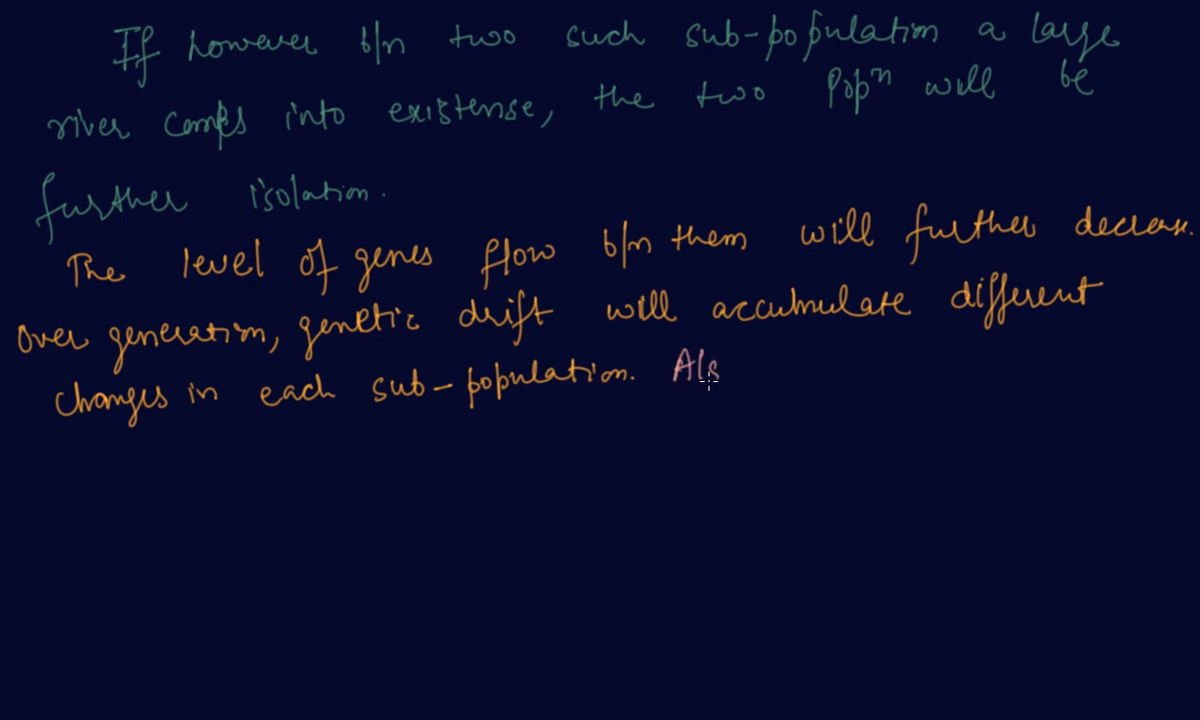 If however b/n two such sub-population a large
river comes into existense, the two Popⁿ will be
further isolation.
The level of genes flow b/n them will further decreas.
Over generation, genetic drift will accumulate different
changes in each sub-population. Als